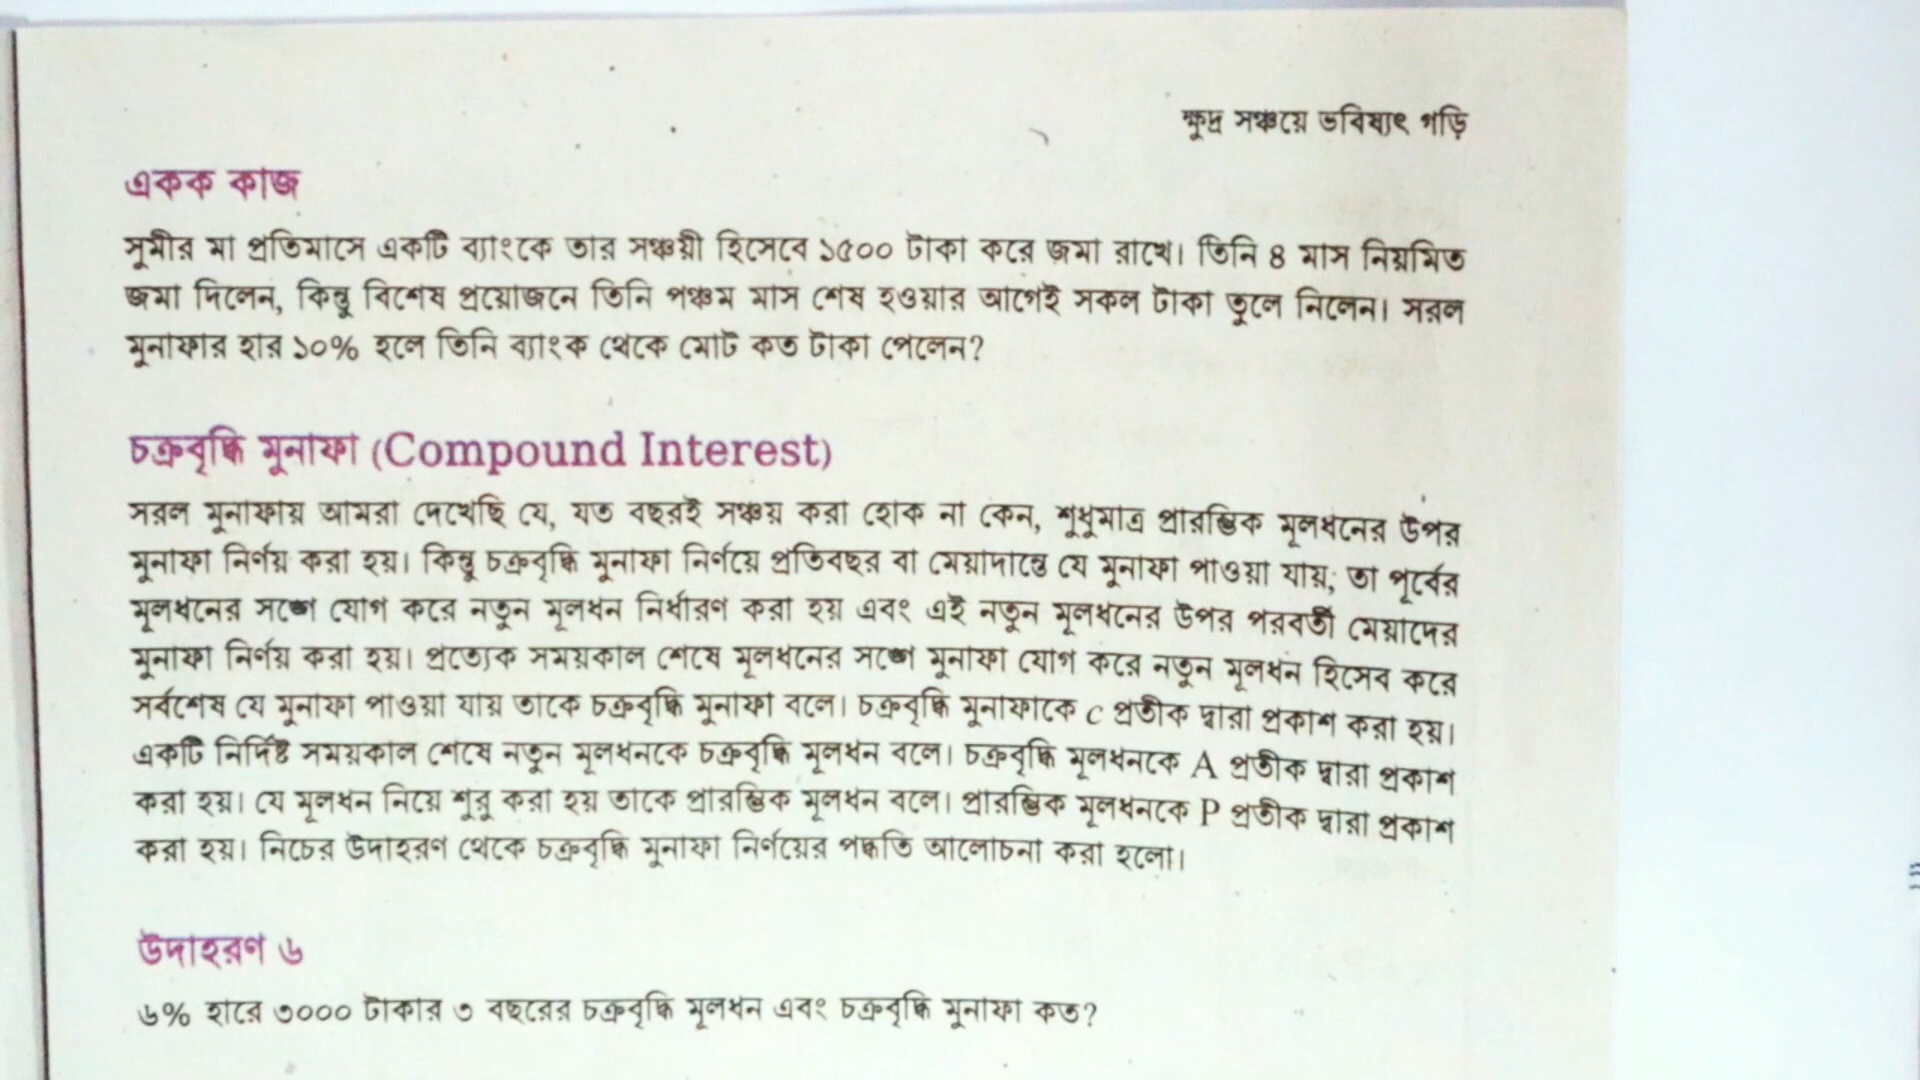 ক্ষুদ্র সঞ্চয়ে ভবিষ্যৎ গড়ি
একক কাজ
সুমীর মা প্রতিমাসে একটি ব্যাংকে তার সঞ্চয়ী হিসেবে ১৫০০ টাকা করে জমা রাখে। তিনি 8 মাস নিয়মিত
জমা দিলেন, কিন্তু বিশেষ প্রয়োজনে তিনি পঞ্চম মাস শেষ হওয়ার আগেই সকল টাকা তুলে নিলেন। সরল
মুনাফার হার ১০% হলে তিনি ব্যাংক থেকে মোট কত টাকা পেলেন?
চক্রবৃদ্ধি মুনাফা (Compound Interest)
সরল মুনাফায় আমরা দেখেছি যে, যত বছরই সঞ্চয় করা হোক না কেন, শুধুমাত্র প্রারম্ভিক মূলধনের উপর
মুনাফা নির্ণয় করা হয়। কিন্তু চক্রবৃদ্ধি মুনাফা নির্ণয়ে প্রতিবছর বা মেয়াদান্তে যে মুনাফা পাওয়া যায়, তা পূর্বের
মূলধনের সঙ্গে যোগ করে নতুন মূলধন নির্ধারণ করা হয় এবং এই নতুন মূলধনের উপর পরবর্তী মেয়াদের
মুনাফা নির্ণয় করা হয়। প্রত্যেক সময়কাল শেষে মূলধনের সঙ্গে মুনাফা যোগ করে নতুন মূলধন হিসেব করে
সর্বশেষ যে মুনাফা পাওয়া যায় তাকে চক্রবৃদ্ধি মুনাফা বলে। চক্রবৃদ্ধি মুনাফাকে c প্রতীক দ্বারা প্রকাশ করা হয়।
একটি নির্দিষ্ট সময়কাল শেষে নতুন মূলধনকে চক্রবৃদ্ধি মূলধন বলে। চক্রবৃদ্ধি মূলধনকে A প্রতীক দ্বারা প্রকাশ
করা হয়। যে মূলধন নিয়ে শুরু করা হয় তাকে প্রারম্ভিক মূলধন বলে। প্রারম্ভিক মূলধনকে P প্রতীক দ্বারা প্রকাশ
করা হয়। নিচের উদাহরণ থেকে চক্রবৃদ্ধি মুনাফা নির্ণয়ের পদ্ধতি আলোচনা করা হলো।
উদাহরণ ৬
৬% হারে ৩০০০ টাকার ৩ বছরের চক্রবৃদ্ধি মূলধন এবং চক্রবৃদ্ধি মুনাফা কত?